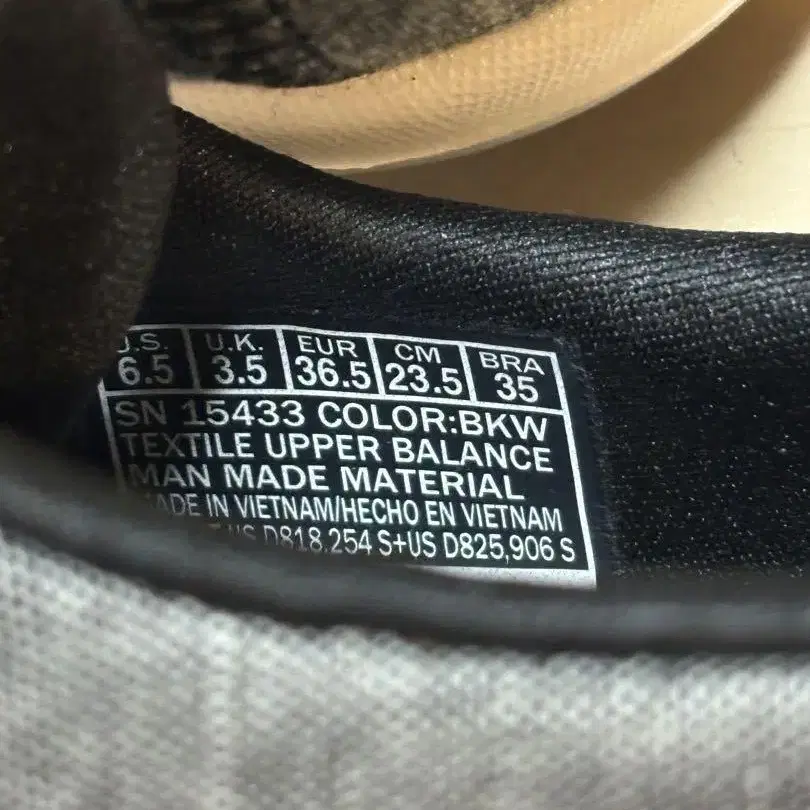 U.S. U.K. EUR CM BRA
6.5 3.5 36.5 23.5 35
SN 15433 COLOR:BKW
TEXTILE UPPER BALANCE
MAN MADE MATERIAL
MADE IN VIETNAM/HECHO EN VIETNAM
US D818,254 S+US D825,906 S